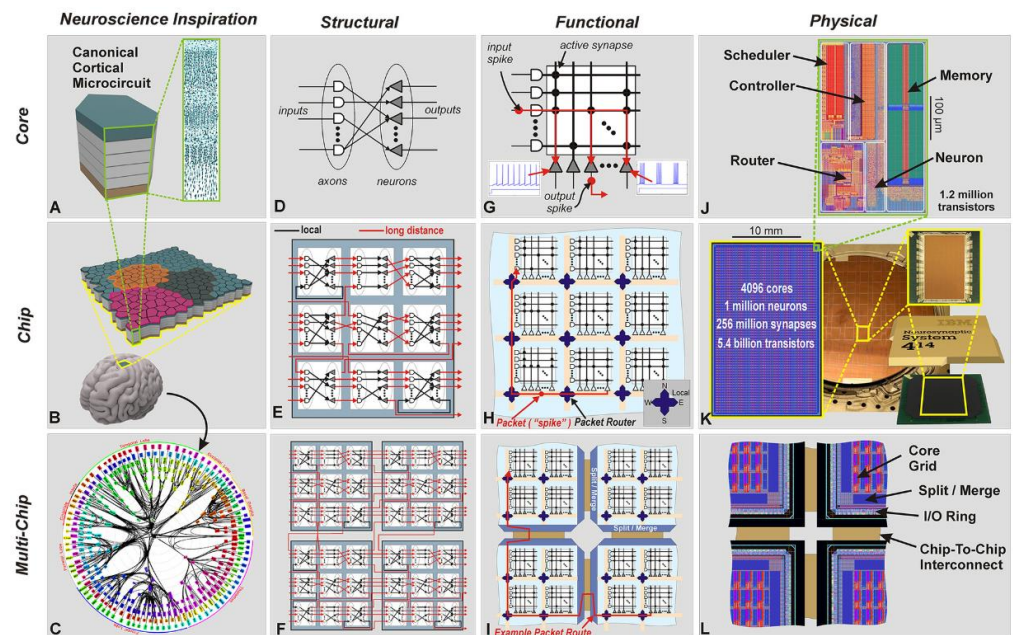 Neuroscience Inspiration
Structural
Functional
Physical
Core
Canonical
Cortical
Microcircuit
A
inputs
outputs
axons
neurons
D
input
spike
active synapse
output
spike
G
Scheduler
Controller
Memory
100 µm
Router
Neuron
1.2 million
transistors
J
Chip
B
local
long distance
E
Packet ("spike")
Packet Router
N
Local
W
E
S
H
10 mm
4096 cores
1 million neurons
256 million synapses
5.4 billion transistors
IBM
Neurosynaptic
System
414
K
Multi-Chip
C
F
Split / Merge
Split / Merge
Example Packet Route
I
Core
Grid
Split / Merge
I/O Ring
Chip-To-Chip
Interconnect
L